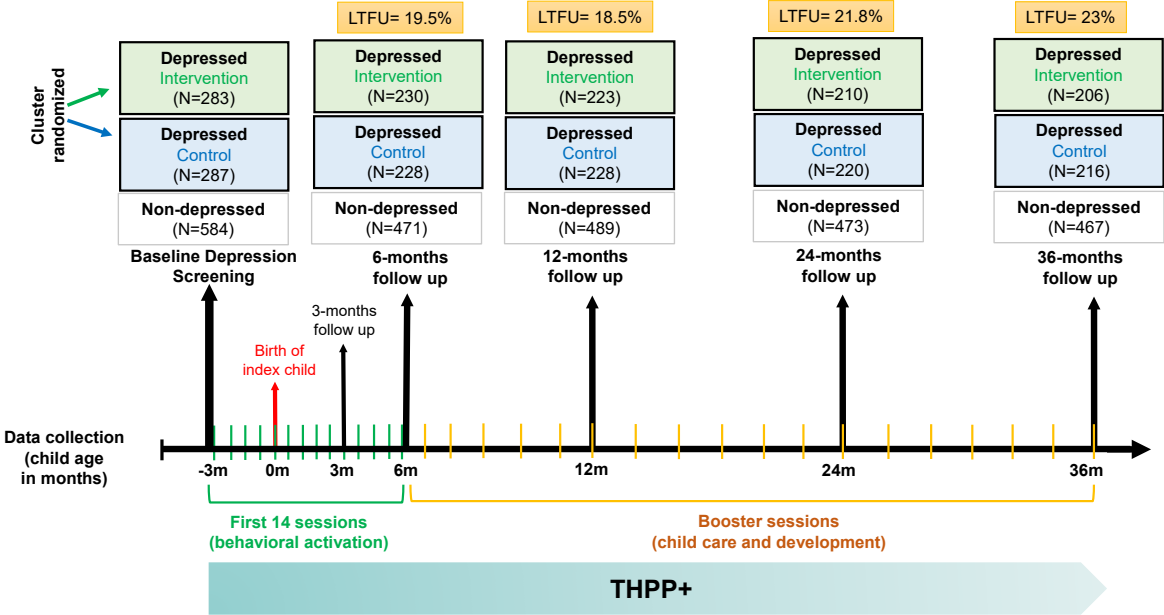 LTFU= 19.5%
LTFU= 18.5%
LTFU= 21.8%
LTFU= 23%
Cluster
randomized
Depressed
Intervention
(N=283)
Depressed
Intervention
(N=230)
Depressed
Intervention
(N=223)
Depressed
Intervention
(N=210)
Depressed
Intervention
(N=206)
Depressed
Control
(N=287)
Depressed
Control
(N=228)
Depressed
Control
(N=228)
Depressed
Control
(N=220)
Depressed
Control
(N=216)
Non-depressed
(N=584)
Non-depressed
(N=471)
Non-depressed
(N=489)
Non-depressed
(N=473)
Non-depressed
(N=467)
Baseline Depression
Screening
6-months
follow up
12-months
follow up
24-months
follow up
36-months
follow up
3-months
follow up
Birth of
index child
Data collection
(child age
in months)
-3m
0m
3m
6m
12m
24m
36m
First 14 sessions
(behavioral activation)
Booster sessions
(child care and development)
THPP+